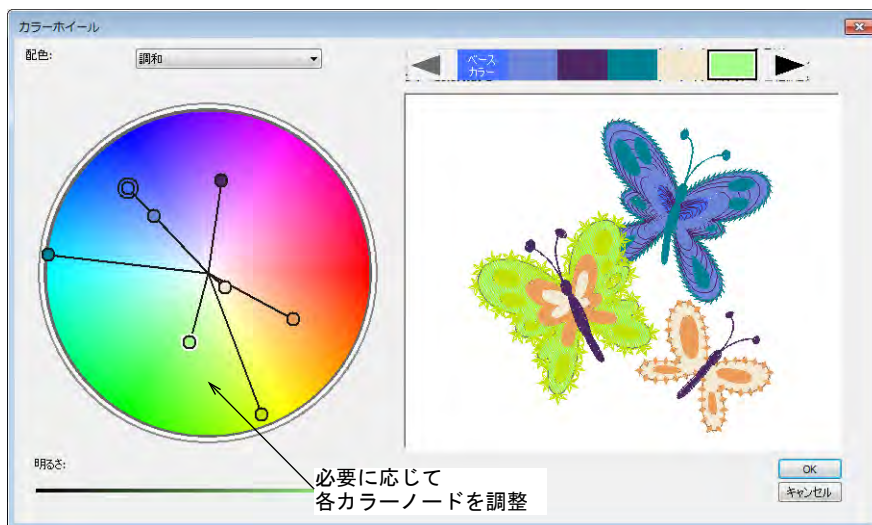 カラーホイール
配色:
調和
ベース
カラー
明るさ:
必要に応じて
各カラーノードを調整
OK
キャンセル